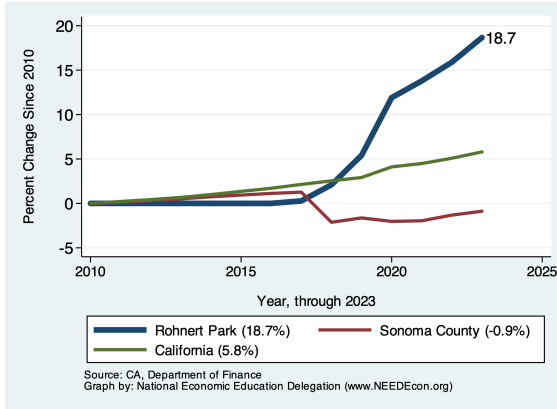 20
18.7
15
10
5
0
-5
Percent Change Since 2010
2010
2015
2020
2025
Year, through 2023
Rohnert Park (18.7%)
Sonoma County (-0.9%)
California (5.8%)
Source: CA, Department of Finance
Graph by: National Economic Education Delegation (www.NEEDEcon.org)